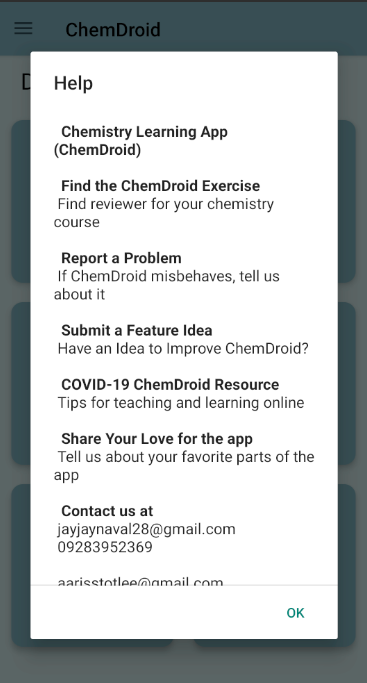 ChemDroid
D
Help
Chemistry Learning App
(ChemDroid)
Find the ChemDroid Exercise
Find reviewer for your chemistry
course
Report a Problem
If ChemDroid misbehaves, tell us
about it
Submit a Feature Idea
Have an Idea to Improve ChemDroid?
COVID-19 ChemDroid Resource
Tips for teaching and learning online
Share Your Love for the app
Tell us about your favorite parts of the
app
Contact us at
jayjaynaval28@gmail.com
09283952369
aarisstotlee@gmail.com
OK